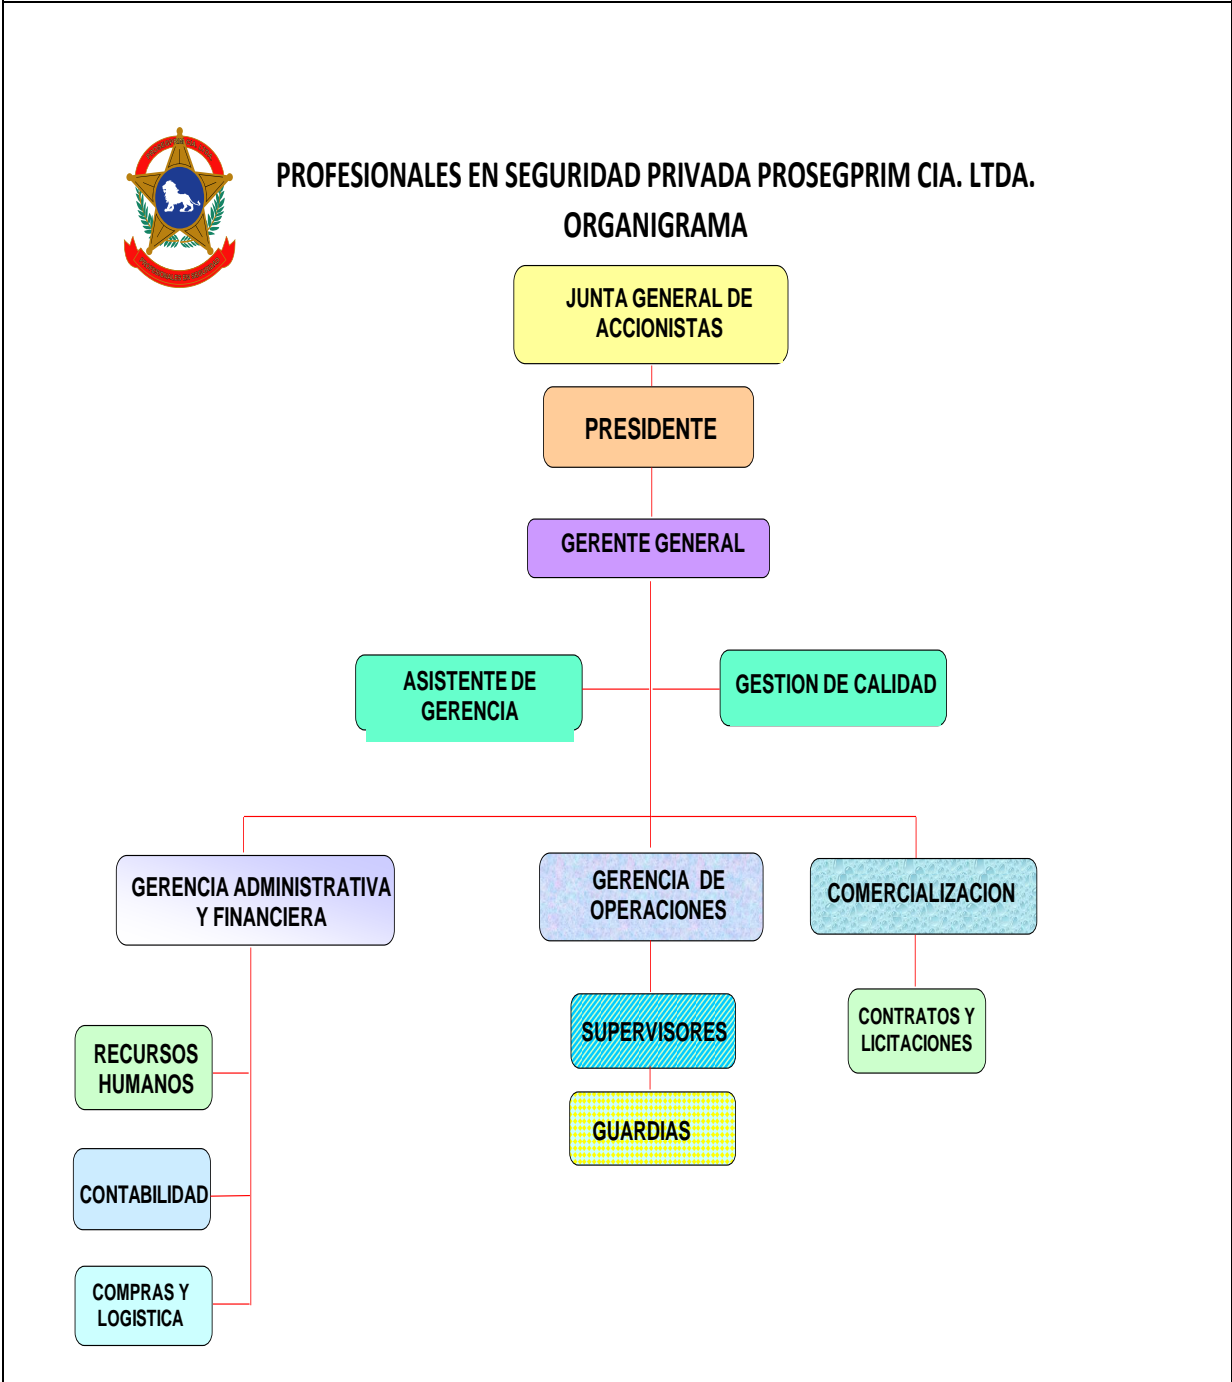 PROFESIONALES EN SEGURIDAD PRIVADA PROSEGPRIM CIA. LTDA.
ORGANIGRAMA
JUNTA GENERAL DE
ACCIONISTAS
PRESIDENTE
GERENTE GENERAL
ASISTENTE DE
GERENCIA
GESTION DE CALIDAD
GERENCIA ADMINISTRATIVA
Y FINANCIERA
GERENCIA DE
OPERACIONES
COMERCIALIZACION
RECURSOS
HUMANOS
SUPERVISORES
CONTRATOS Y
LICITACIONES
GUARDIAS
CONTABILIDAD
COMPRAS Y
LOGISTICA